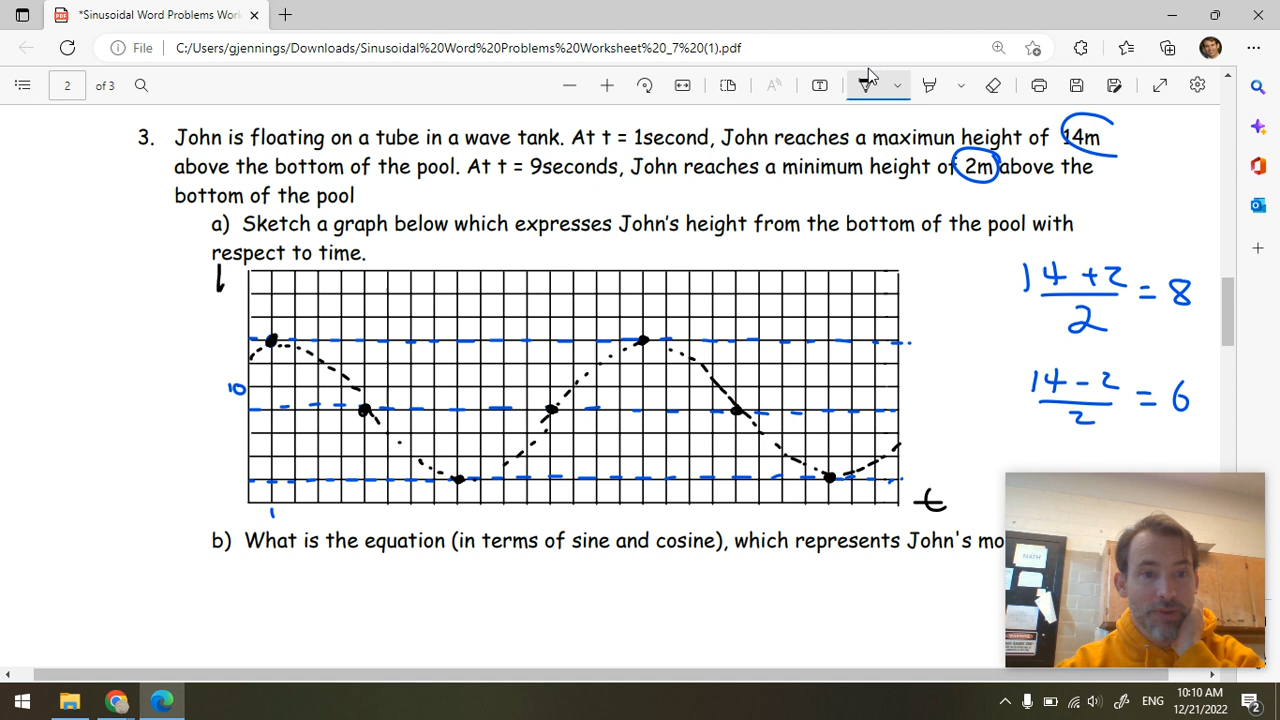 *Sinusoidal Word Problems Wor
File C:/Users/gjennings/Downloads/Sinusoidal%20Word%20Problems%20Worksheet%20_7%20(1).pdf
2 of 3
3. John is floating on a tube in a wave tank. At t = 1second, John reaches a maximun height of 14m
above the bottom of the pool. At t = 9seconds, John reaches a minimum height of 2m above the
bottom of the pool
a) Sketch a graph below which expresses John's height from the bottom of the pool with
respect to time.
14 + 2
2
= 8
10
14 - 2
2
= 6
t
1
b) What is the equation (in terms of sine and cosine), which represents John's mo
MATH
ENG
10:10 AM
12/21/2022
2